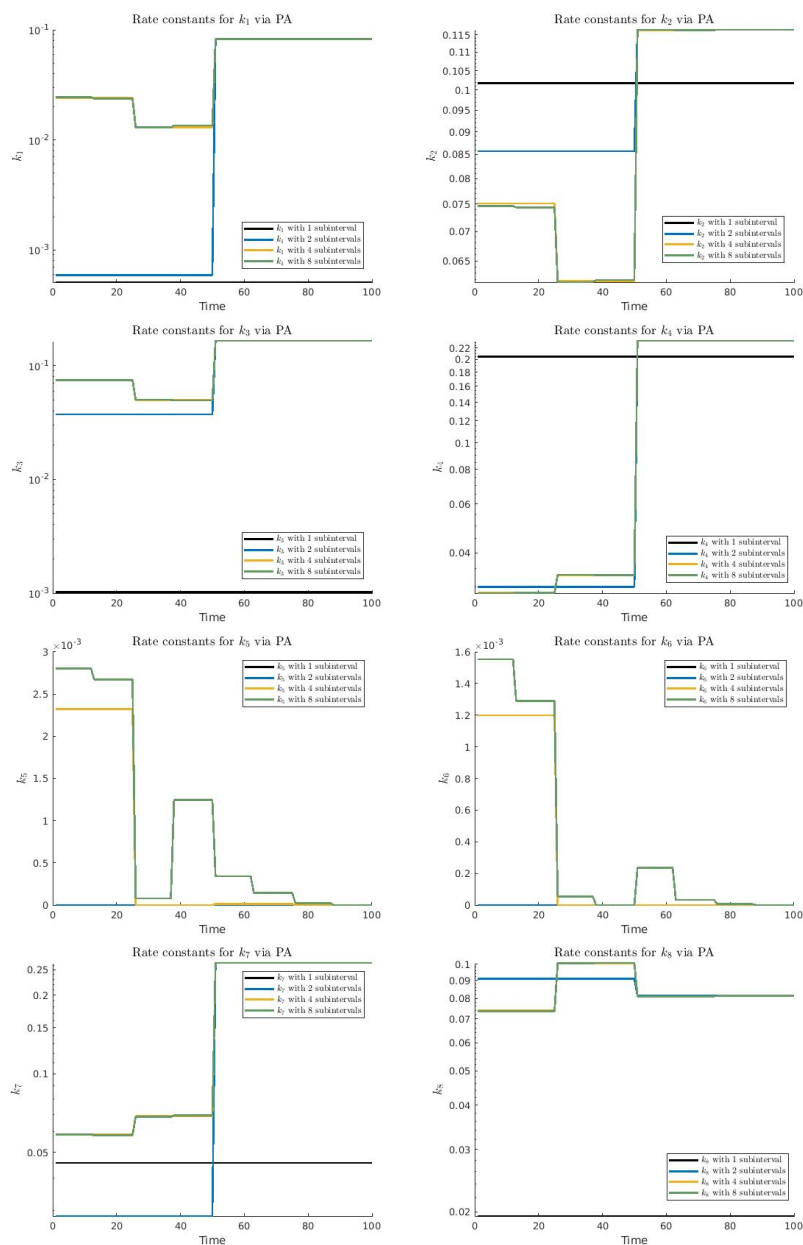 Rate constants for k₁ via PA
10⁻¹
10⁻²
10⁻³
k₁
k₁ with 1 subinterval
k₁ with 2 subintervals
k₁ with 4 subintervals
k₁ with 8 subintervals
0 20 40 60 80 100
Time
Rate constants for k₂ via PA
0.115
0.11
0.105
0.1
0.095
0.09
0.085
0.08
0.075
0.07
0.065
k₂
k₂ with 1 subinterval
k₂ with 2 subintervals
k₂ with 4 subintervals
k₂ with 8 subintervals
0 20 40 60 80 100
Time
Rate constants for k₃ via PA
10⁻¹
10⁻²
10⁻³
k₃
k₃ with 1 subinterval
k₃ with 2 subintervals
k₃ with 4 subintervals
k₃ with 8 subintervals
0 20 40 60 80 100
Time
Rate constants for k₄ via PA
0.22
0.2
0.18
0.16
0.14
0.12
0.1
0.08
0.06
0.04
k₄
k₄ with 1 subinterval
k₄ with 2 subintervals
k₄ with 4 subintervals
k₄ with 8 subintervals
0 20 40 60 80 100
Time
Rate constants for k₅ via PA
×10⁻³
3
2.5
2
1.5
1
0.5
0
k₅
k₅ with 1 subinterval
k₅ with 2 subintervals
k₅ with 4 subintervals
k₅ with 8 subintervals
0 20 40 60 80 100
Time
Rate constants for k₆ via PA
×10⁻³
1.6
1.4
1.2
1
0.8
0.6
0.4
0.2
0
k₆
k₆ with 1 subinterval
k₆ with 2 subintervals
k₆ with 4 subintervals
k₆ with 8 subintervals
0 20 40 60 80 100
Time
Rate constants for k₇ via PA
0.25
0.2
0.15
0.1
0.05
k₇
k₇ with 1 subinterval
k₇ with 2 subintervals
k₇ with 4 subintervals
k₇ with 8 subintervals
0 20 40 60 80 100
Time
Rate constants for k₈ via PA
0.1
0.09
0.08
0.07
0.06
0.05
0.04
0.03
0.02
k₈
k₈ with 1 subinterval
k₈ with 2 subintervals
k₈ with 4 subintervals
k₈ with 8 subintervals
0 20 40 60 80 100
Time